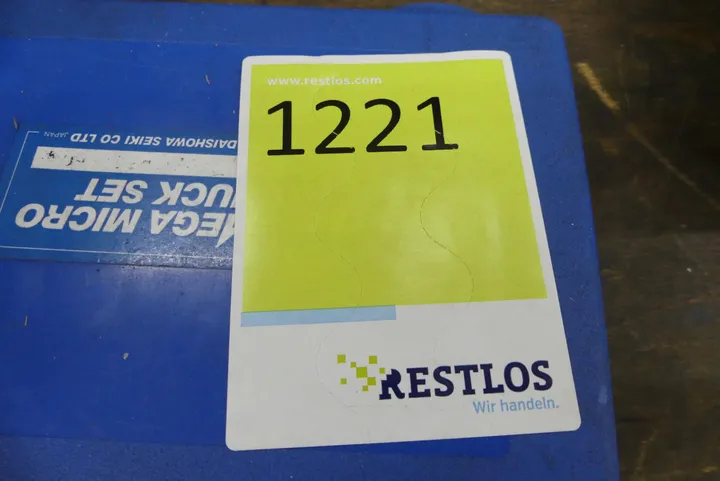 www.restlos.com
1221
RESTLOS
Wir handeln.
MEGA MICRO
CHUCK SET
DAISHOWA SEIKI CO LTD JAPAN